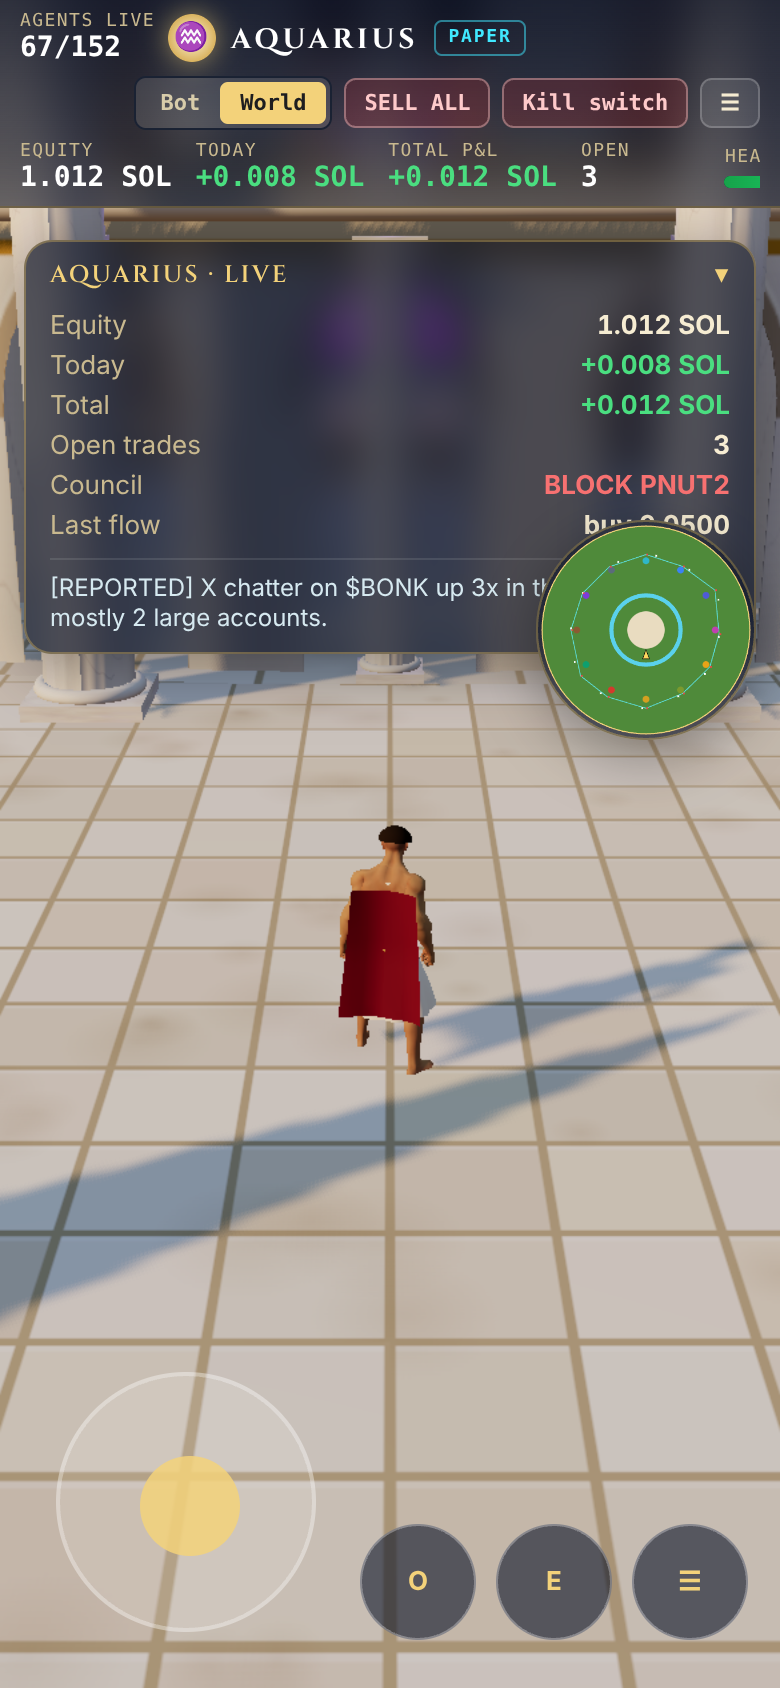 AGENTS LIVE
67/152
♒ AQUARIUS PAPER
Bot World SELL ALL Kill switch ☰
EQUITY TODAY TOTAL P&L OPEN HEA
1.012 SOL +0.008 SOL +0.012 SOL 3
AQUARIUS · LIVE ▼
Equity 1.012 SOL
Today +0.008 SOL
Total +0.012 SOL
Open trades 3
Council BLOCK PNUT2
Last flow buy
[REPORTED] X chatter on $BONK up 3x in
mostly 2 large accounts.
O E ☰